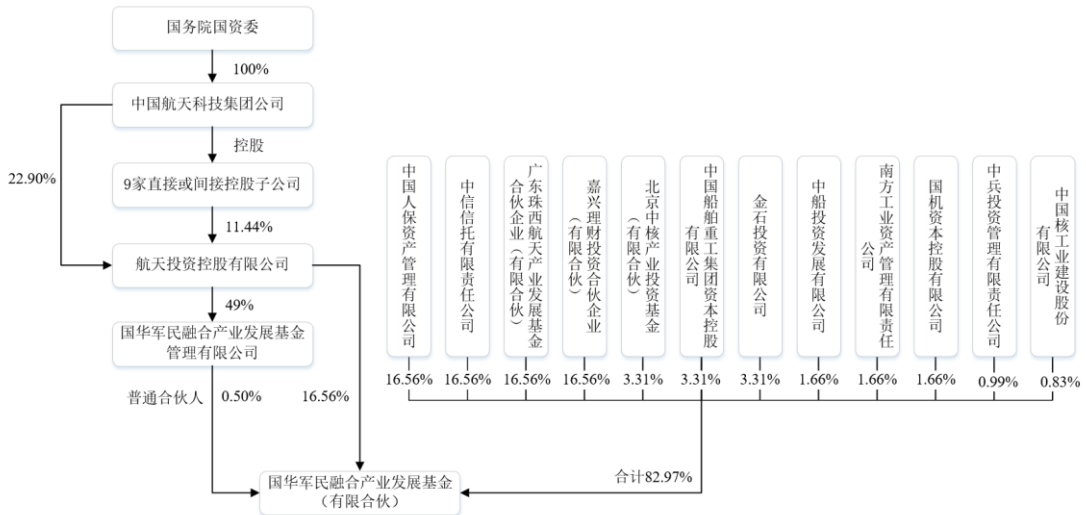 国务院国资委
100%
中国航天科技集团公司
控股
22.90%
9家直接或间接控股子公司
11.44%
航天投资控股有限公司
49%
国华军民融合产业发展基金
管理有限公司
普通合伙人
0.50%
16.56%
中国人保资产管理有限公司
中信信托有限责任公司
广东珠西航天产业发展基金
合伙企业（有限合伙）
嘉兴理财投资合伙企业
（有限合伙）
北京中核产业投资基金
（有限合伙）
中国船舶重工集团资本控股
有限公司
金石投资有限公司
中船投资发展有限公司
南方工业资产管理有限责任
公司
国机资本控股有限公司
中兵投资管理有限责任公司
中国核工业建设股份
有限公司
16.56%
16.56%
16.56%
16.56%
3.31%
3.31%
3.31%
1.66%
1.66%
1.66%
0.99%
0.83%
合计82.97%
国华军民融合产业发展基金
（有限合伙）